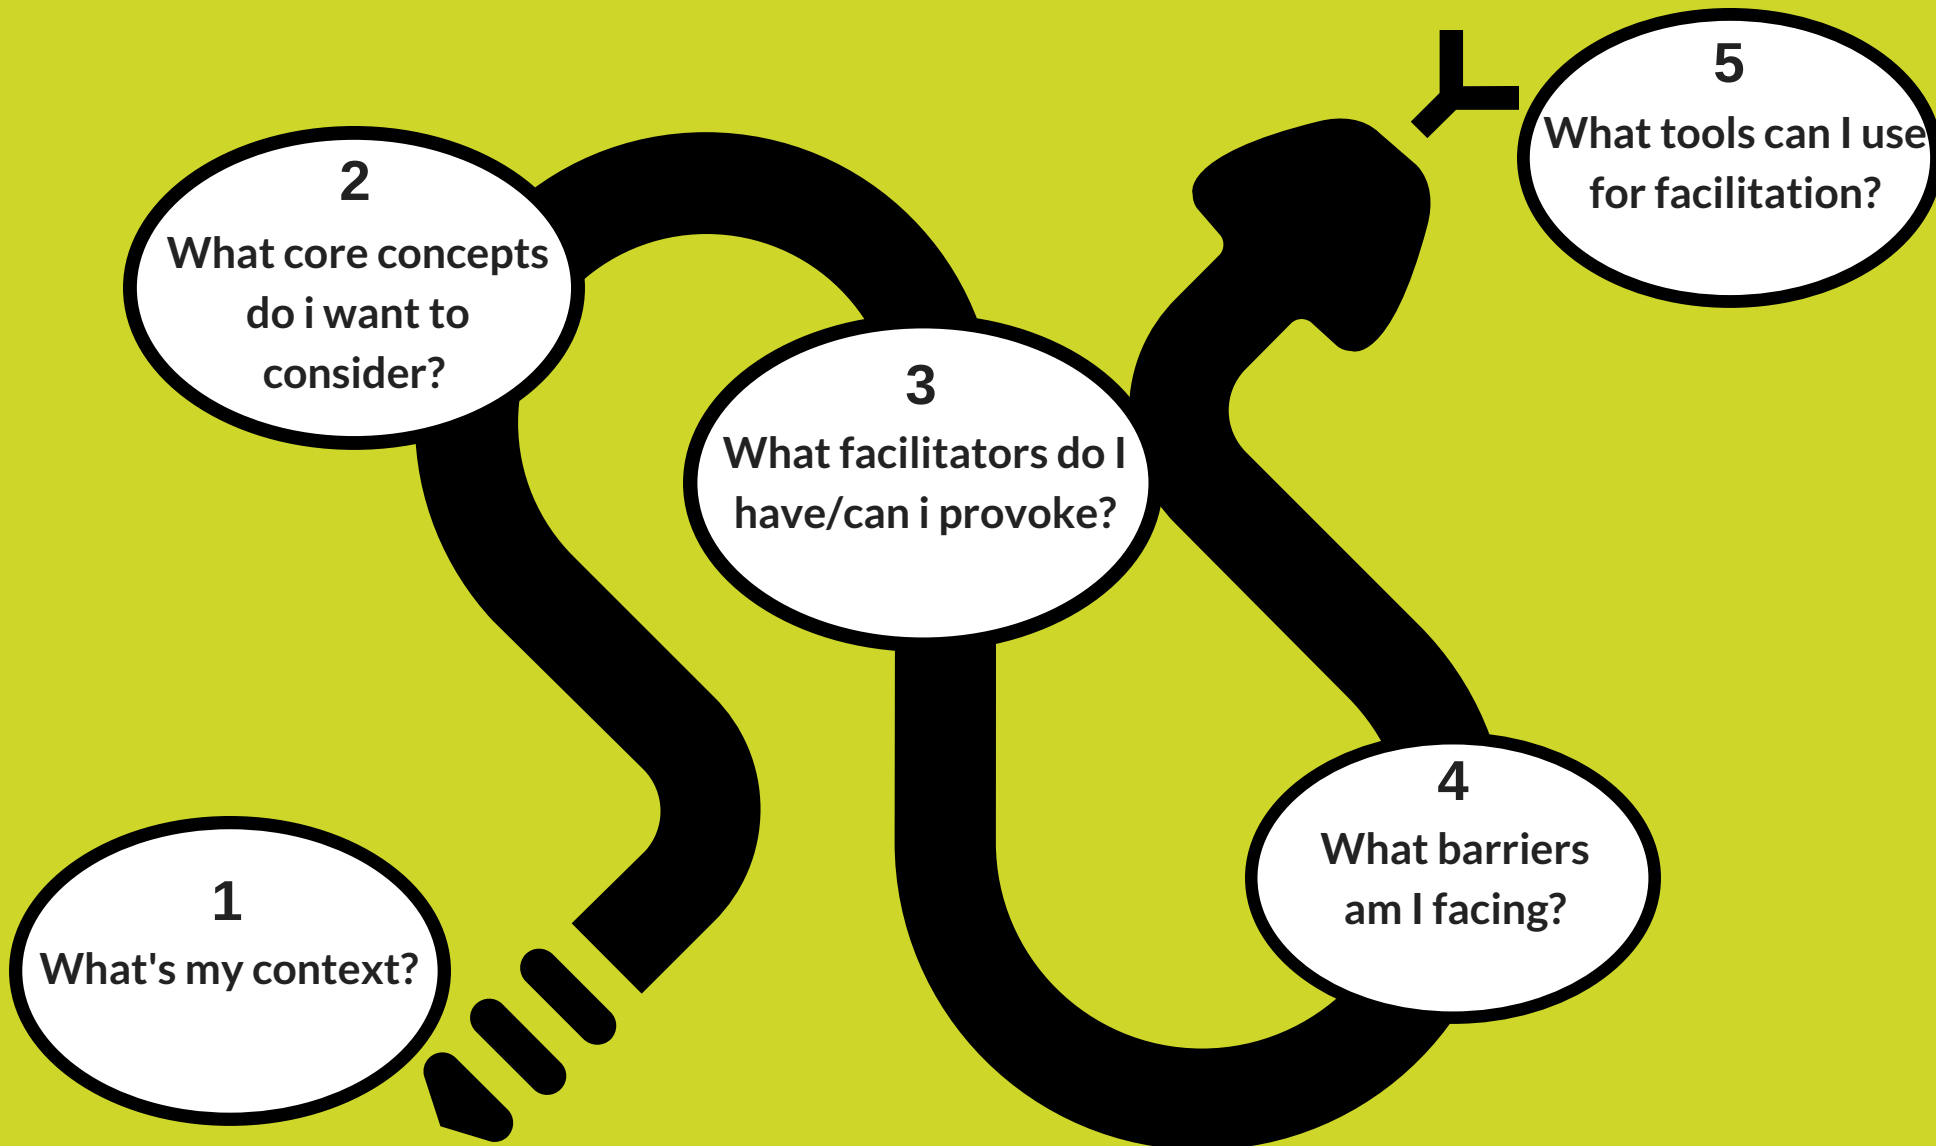 1
What's my context?
2
What core concepts
do i want to
consider?
3
What facilitators do I
have/can i provoke?
4
What barriers
am I facing?
5
What tools can I use
for facilitation?